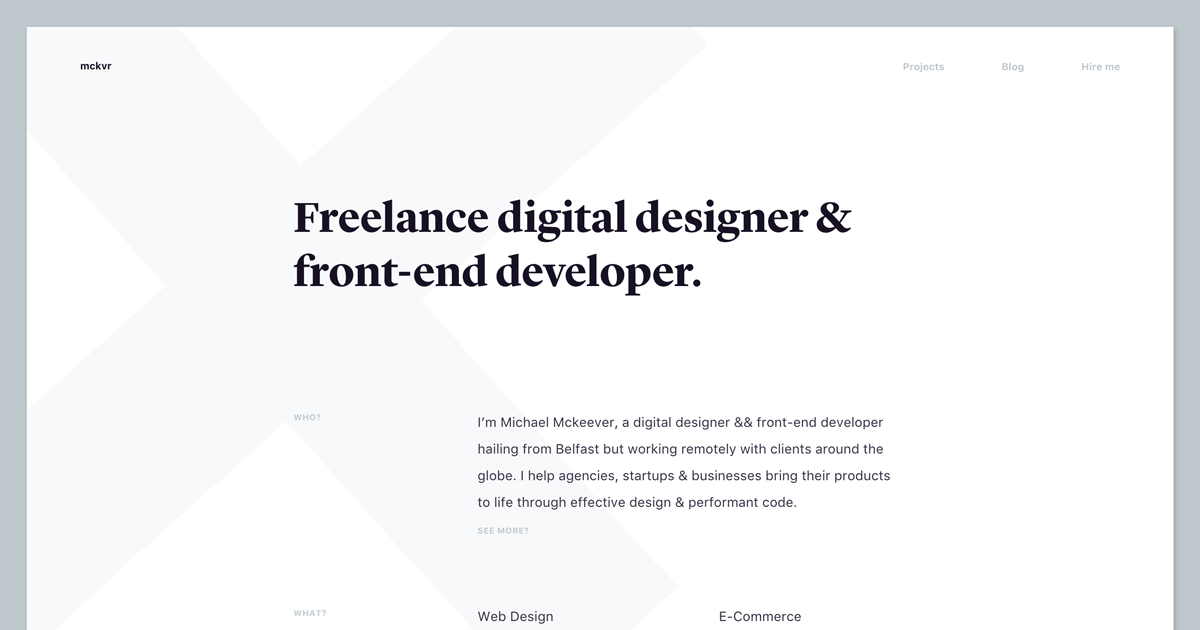 mckvr
Projects
Blog
Hire me
Freelance digital designer &
front-end developer.
WHO?
I’m Michael Mckeever, a digital designer && front-end developer
hailing from Belfast but working remotely with clients around the
globe. I help agencies, startups & businesses bring their products
to life through effective design & performant code.
SEE MORE?
WHAT?
Web Design
E-Commerce